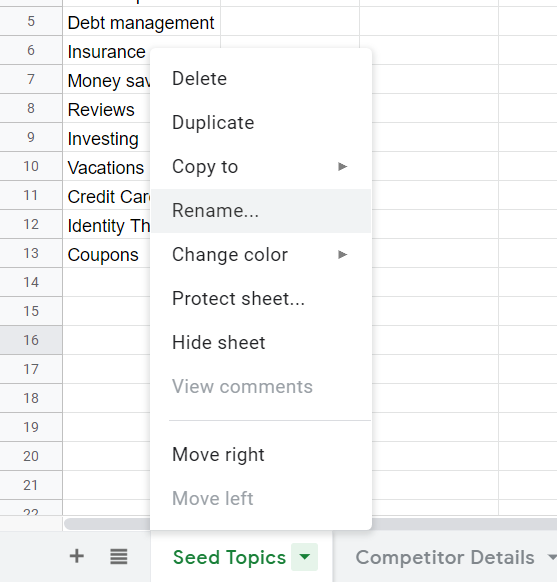 5 Debt management
6 Insurance
7 Money sav
8 Reviews
9 Investing
10 Vacations
11 Credit Car
12 Identity Th
13 Coupons
14
15
16
17
18
19
20
21
22
Delete
Duplicate
Copy to
Rename...
Change color
Protect sheet...
Hide sheet
View comments
Move right
Move left
Seed Topics
Competitor Details